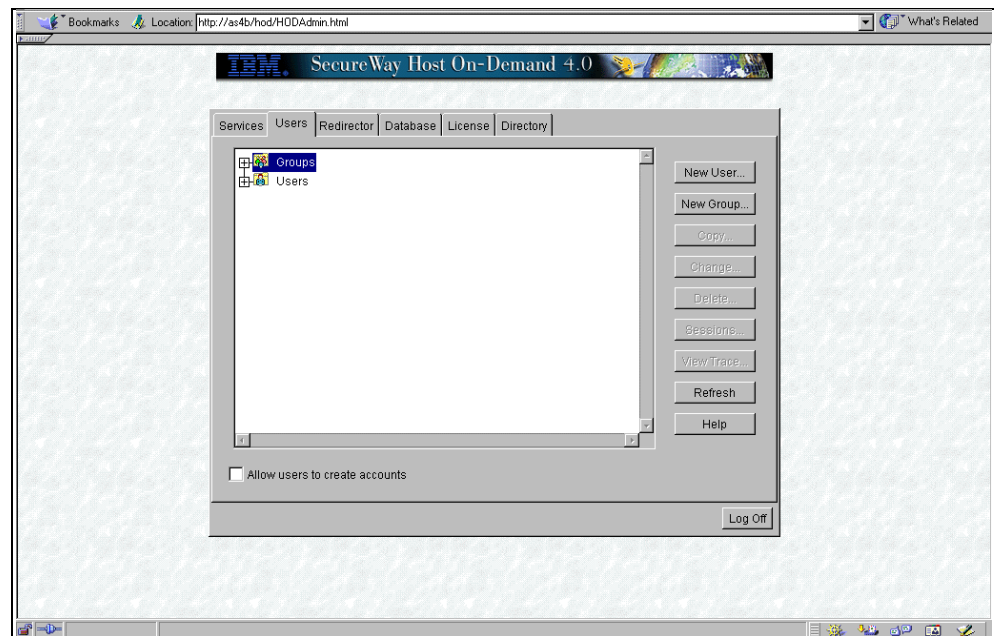 Bookmarks Location: http://as4b/hod/HODAdmin.html What's Related
IBM. SecureWay Host On-Demand 4.0
Services Users Redirector Database License Directory
Groups
Users
New User...
New Group...
Copy...
Change...
Delete...
Sessions...
View Trace...
Refresh
Help
Allow users to create accounts
Log Off